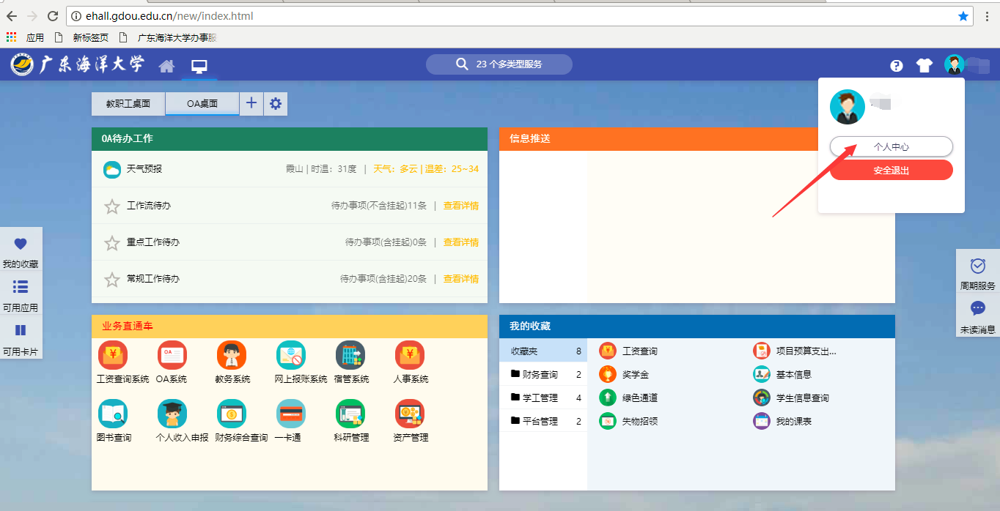 ehall.gdou.edu.cn/new/index.html
应用 新标签页 广东海洋大学办事服
广东海洋大学
23 个多类型服务
?
教职工桌面 OA桌面
个人中心
安全退出
OA待办工作
天气预报 霞山 | 时温：31度 | 天气：多云 | 温差：25~34
工作流待办 待办事项(不含挂起)11条 | 查看详情
重点工作待办 待办事项(含挂起)0条 | 查看详情
常规工作待办 待办事项(含挂起)20条 | 查看详情
信息推送
我的收藏
可用应用
可用卡片
周期服务
未读消息
业务直通车
OA
工资查询系统 OA系统 教务系统 网上报账系统 宿管系统 人事系统
图书查询 个人收入申报 财务综合查询 一卡通 科研管理 资产管理
我的收藏
收藏夹 8
财务查询 2
学工管理 4
平台管理 2
工资查询 项目预算支出...
奖学金 基本信息
绿色通道 学生信息查询
失物招领 我的课表